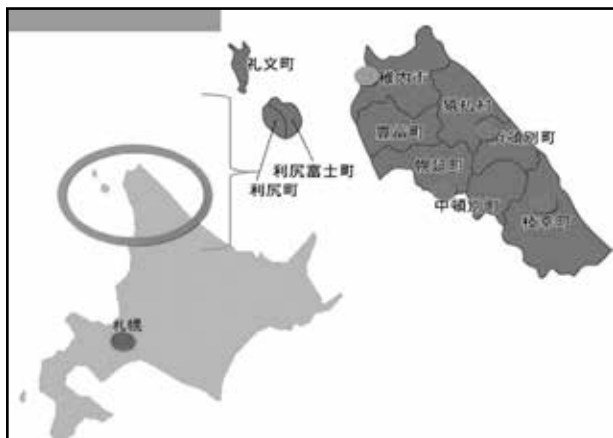 礼文町
稚内市
猿払村
豊富町
浜頓別町
幌延町
利尻富士町
利尻町
中頓別町
枝幸町
札幌